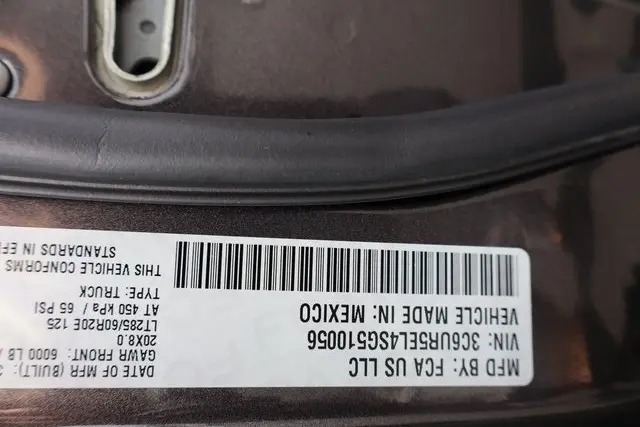 MFD BY: FCA US LLC
VIN: 3C6UR5EL4SG510056
VEHICLE MADE IN: MEXICO
DATE OF MFR (BUILT):
GAWR FRONT: 6000 LB
20X8.0
LT285/60R20E 125
AT 450 kPa / 65 PSI
TYPE: TRUCK
THIS VEHICLE CONFORMS
STANDARDS IN